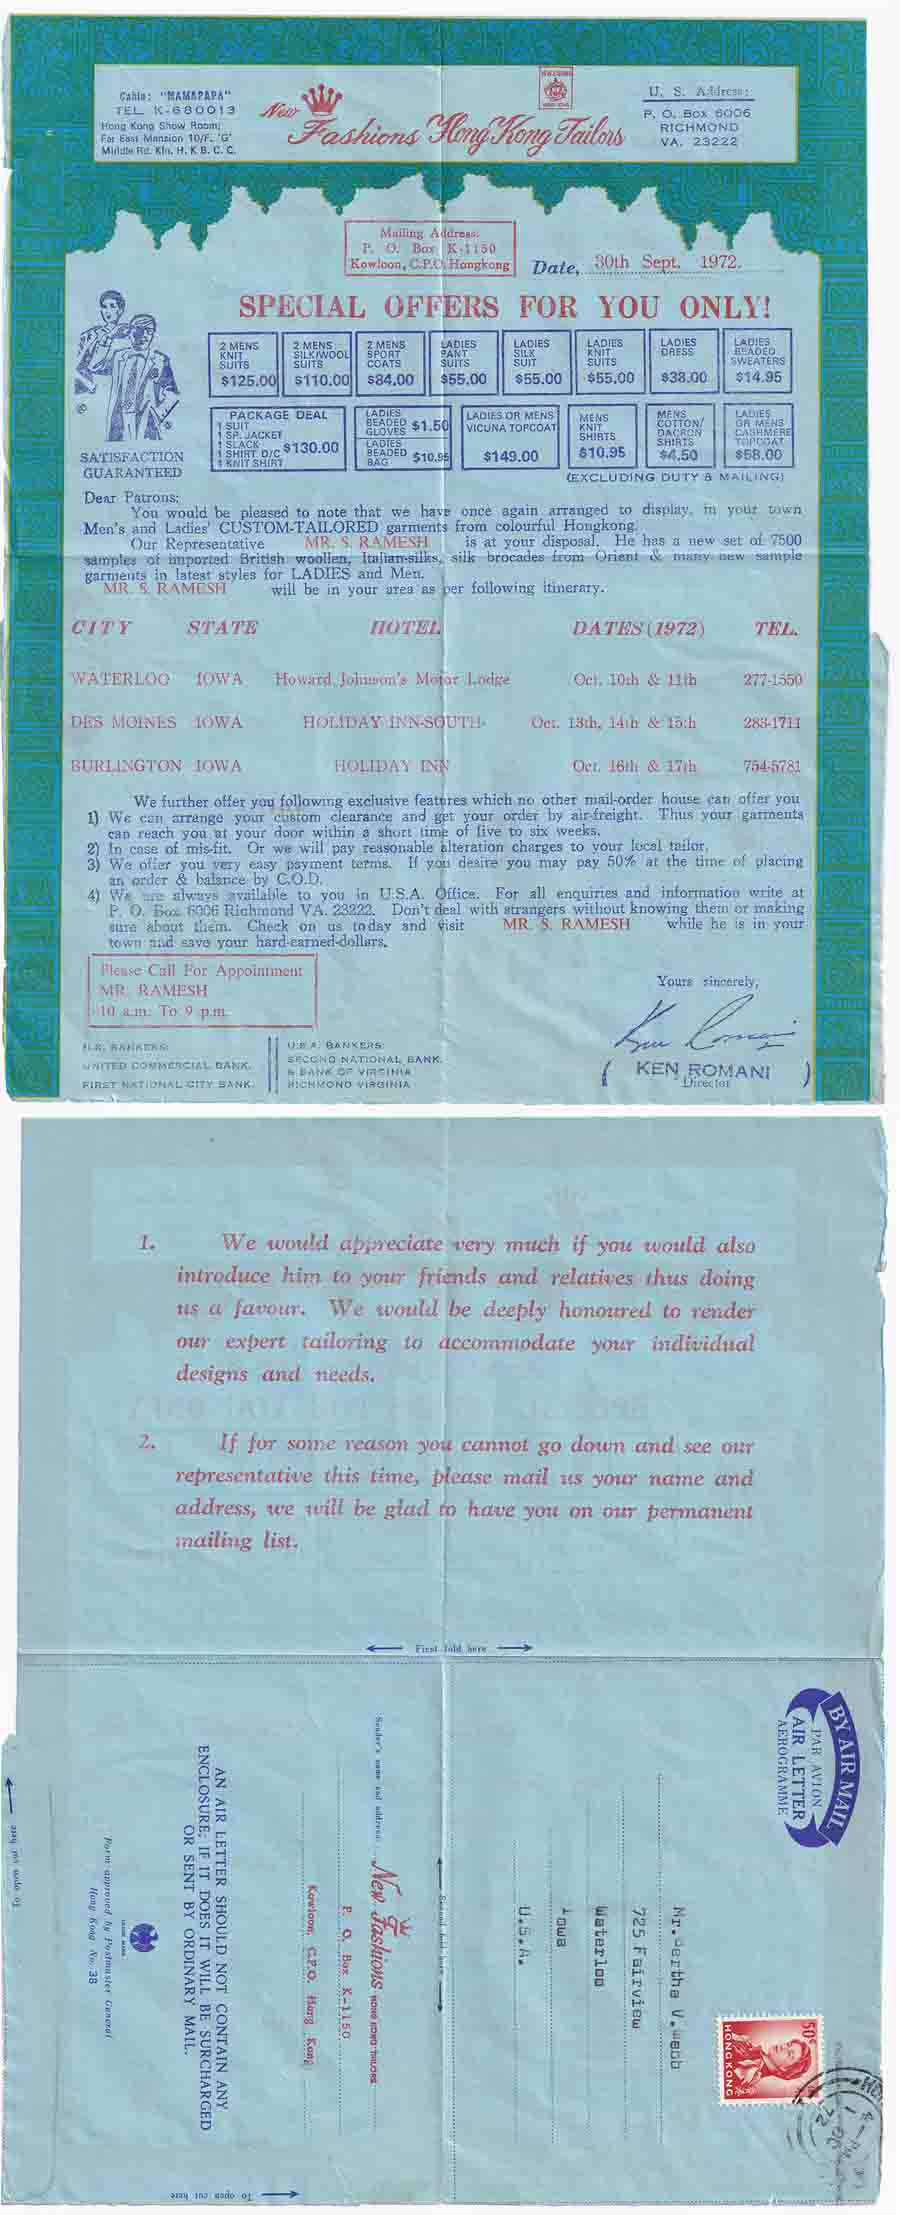 Cable: "MAMAPAPA"
TEL. K-680013
Hong Kong Show Room:
Far East Mansion 10/F. 'G'
Middle Rd. Kln. H. K B. C. C.
New Fashions Hong Kong Tailors
U. S. Address:
P. O. Box 6006
RICHMOND
VA. 23222
Mailing Address:
P. O. Box K-1150
Kowloon, C.P.O. Hongkong
Date, 30th Sept. 1972.
SPECIAL OFFERS FOR YOU ONLY!
2 MENS KNIT SUITS $125.00
2 MENS SILK/WOOL SUITS $110.00
2 MENS SPORT COATS $84.00
LADIES PANT SUITS $55.00
LADIES SILK SUIT $55.00
LADIES KNIT SUITS $55.00
LADIES DRESS $38.00
LADIES BEADED SWEATERS $14.95
PACKAGE DEAL
1 SUIT
1 SP. JACKET
1 SLACK $130.00
1 SHIRT D/C
1 KNIT SHIRT
LADIES BEADED GLOVES $1.50
LADIES BEADED BAG $10.95
LADIES OR MENS VICUNA TOPCOAT $149.00
MENS KNIT SHIRTS $10.95
MENS COTTON/ DACRON SHIRTS $4.50
LADIES OR MENS CASHMERE TOPCOAT $58.00
SATISFACTION
GUARANTEED
(EXCLUDING DUTY & MAILING)
Dear Patrons:
You would be pleased to note that we have once again arranged to display, in your town
Men's and Ladies' CUSTOM-TAILORED garments from colourful Hongkong.
Our Representative MR. S. RAMESH is at your disposal. He has a new set of 7500
samples of imported British woollen, Italian-silks, silk brocades from Orient & many new sample
garments in latest styles for LADIES and Men.
MR. S. RAMESH will be in your area as per following itinerary.
CITY STATE HOTEL DATES (1972) TEL.
WATERLOO IOWA Howard Johnson's Motor Lodge Oct. 10th & 11th 277-1550
DES MOINES IOWA HOLIDAY INN-SOUTH Oct. 13th, 14th & 15th 283-1711
BURLINGTON IOWA HOLIDAY INN Oct. 16th & 17th 754-5781
We further offer you following exclusive features which no other mail-order house can offer you
1) We can arrange your custom clearance and get your order by air-freight. Thus your garments
can reach you at your door within a short time of five to six weeks.
2) In case of mis-fit. Or we will pay reasonable alteration charges to your local tailor.
3) We offer you very easy payment terms. If you desire you may pay 50% at the time of placing
an order & balance by C.O.D.
4) We are always available to you in U.S.A. Office. For all enquiries and information write at
P. O. Box 6006 Richmond VA. 23222. Don't deal with strangers without knowing them or making
sure about them. Check on us today and visit MR. S. RAMESH while he is in your
town and save your hard-earned-dollars.
Please Call For Appointment
MR. RAMESH
10 a.m. To 9 p.m.
Yours sincerely,
Ken Romani
( KEN ROMANI )
Director
H.K. BANKERS:
UNITED COMMERCIAL BANK.
FIRST NATIONAL CITY BANK.
U.S.A. BANKERS:
SECOND NATIONAL BANK.
& BANK OF VIRGINIA
RICHMOND VIRGINIA
1. We would appreciate very much if you would also
introduce him to your friends and relatives thus doing
us a favour. We would be deeply honoured to render
our expert tailoring to accommodate your individual
designs and needs.
2. If for some reason you cannot go down and see our
representative this time, please mail us your name and
address, we will be glad to have you on our permanent
mailing list.
First fold here
BY AIR MAIL
PAR AVION
AIR LETTER
AEROGRAMME
Mr. Bertha V. Webb
725 Fairview
Waterloo
Iowa
U.S.A.
50c
HONG KONG
Second fold here
Sender's name and address:
New Fashions HONG KONG TAILORS
P. O. Box K-1150
Kowloon, C.P.O. Hong Kong
AN AIR LETTER SHOULD NOT CONTAIN ANY
ENCLOSURE; IF IT DOES IT WILL BE SURCHARGED
OR SENT BY ORDINARY MAIL.
Form approved by Postmaster General
Hong Kong No. 38
To open cut here
To open cut here